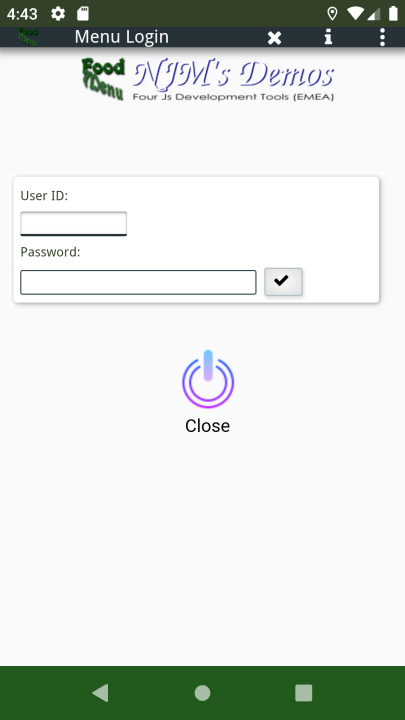 4:43
Menu Login
Food
Menu
NJM's Demos
Four Js Development Tools (EMEA)
User ID:
Password:
Close